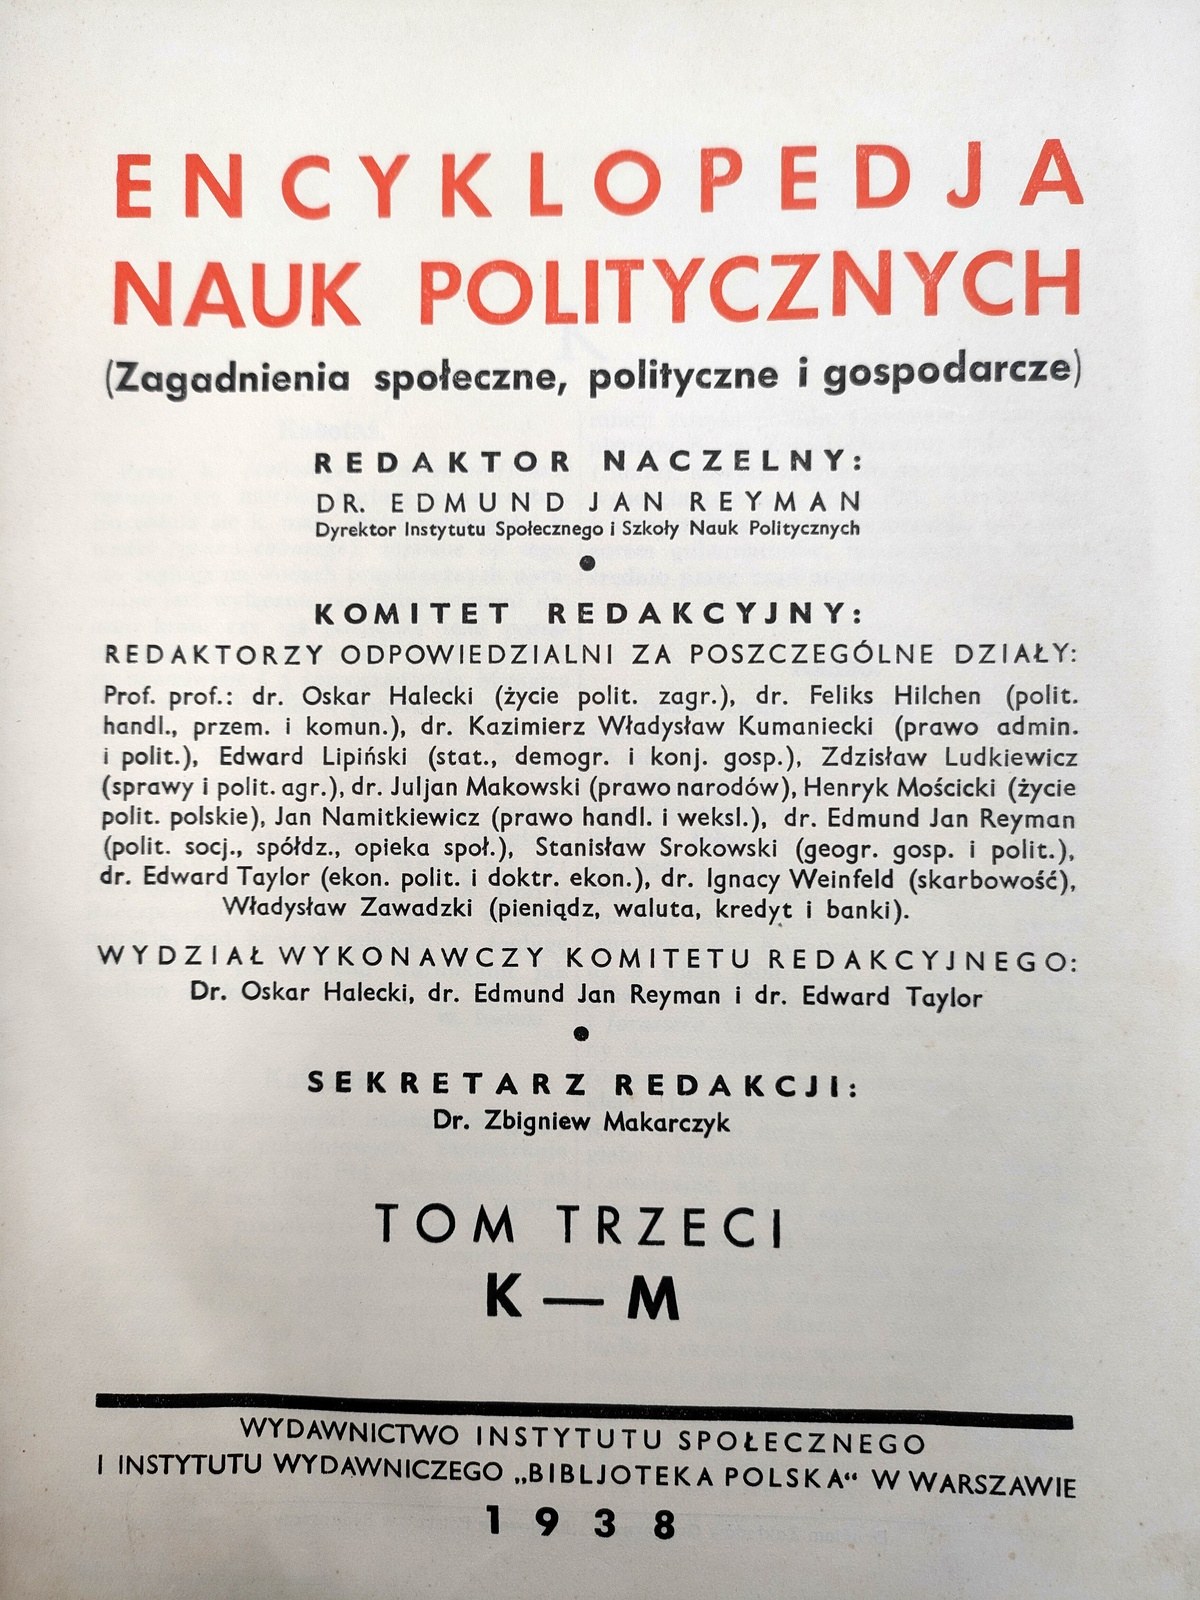 ENCYKLOPEDJA
NAUK POLITYCZNYCH
(Zagadnienia społeczne, polityczne i gospodarcze)
REDAKTOR NACZELNY:
DR. EDMUND JAN REYMAN
Dyrektor Instytutu Społecznego i Szkoły Nauk Politycznych
KOMITET REDAKCYJNY:
REDAKTORZY ODPOWIEDZIALNI ZA POSZCZEGÓLNE DZIAŁY:
Prof. prof.: dr. Oskar Halecki (życie polit. zagr.), dr. Feliks Hilchen (polit.
handl., przem. i komun.), dr. Kazimierz Władysław Kumaniecki (prawo admin.
i polit.), Edward Lipiński (stat., demogr. i konj. gosp.), Zdzisław Ludkiewicz
(sprawy i polit. agr.), dr. Juljan Makowski (prawo narodów), Henryk Mościcki (życie
polit. polskie), Jan Namitkiewicz (prawo handl. i weksl.), dr. Edmund Jan Reyman
(polit. socj., spółdz., opieka społ.), Stanisław Srokowski (geogr. gosp. i polit.),
dr. Edward Taylor (ekon. polit. i doktr. ekon.), dr. Ignacy Weinfeld (skarbowość),
Władysław Zawadzki (pieniądz, waluta, kredyt i banki).
WYDZIAŁ WYKONAWCZY KOMITETU REDAKCYJNEGO:
Dr. Oskar Halecki, dr. Edmund Jan Reyman i dr. Edward Taylor
SEKRETARZ REDAKCJI:
Dr. Zbigniew Makarczyk
TOM TRZECI
K — M
WYDAWNICTWO INSTYTUTU SPOŁECZNEGO
I INSTYTUTU WYDAWNICZEGO „BIBLJOTEKA POLSKA“ W WARSZAWIE
1938